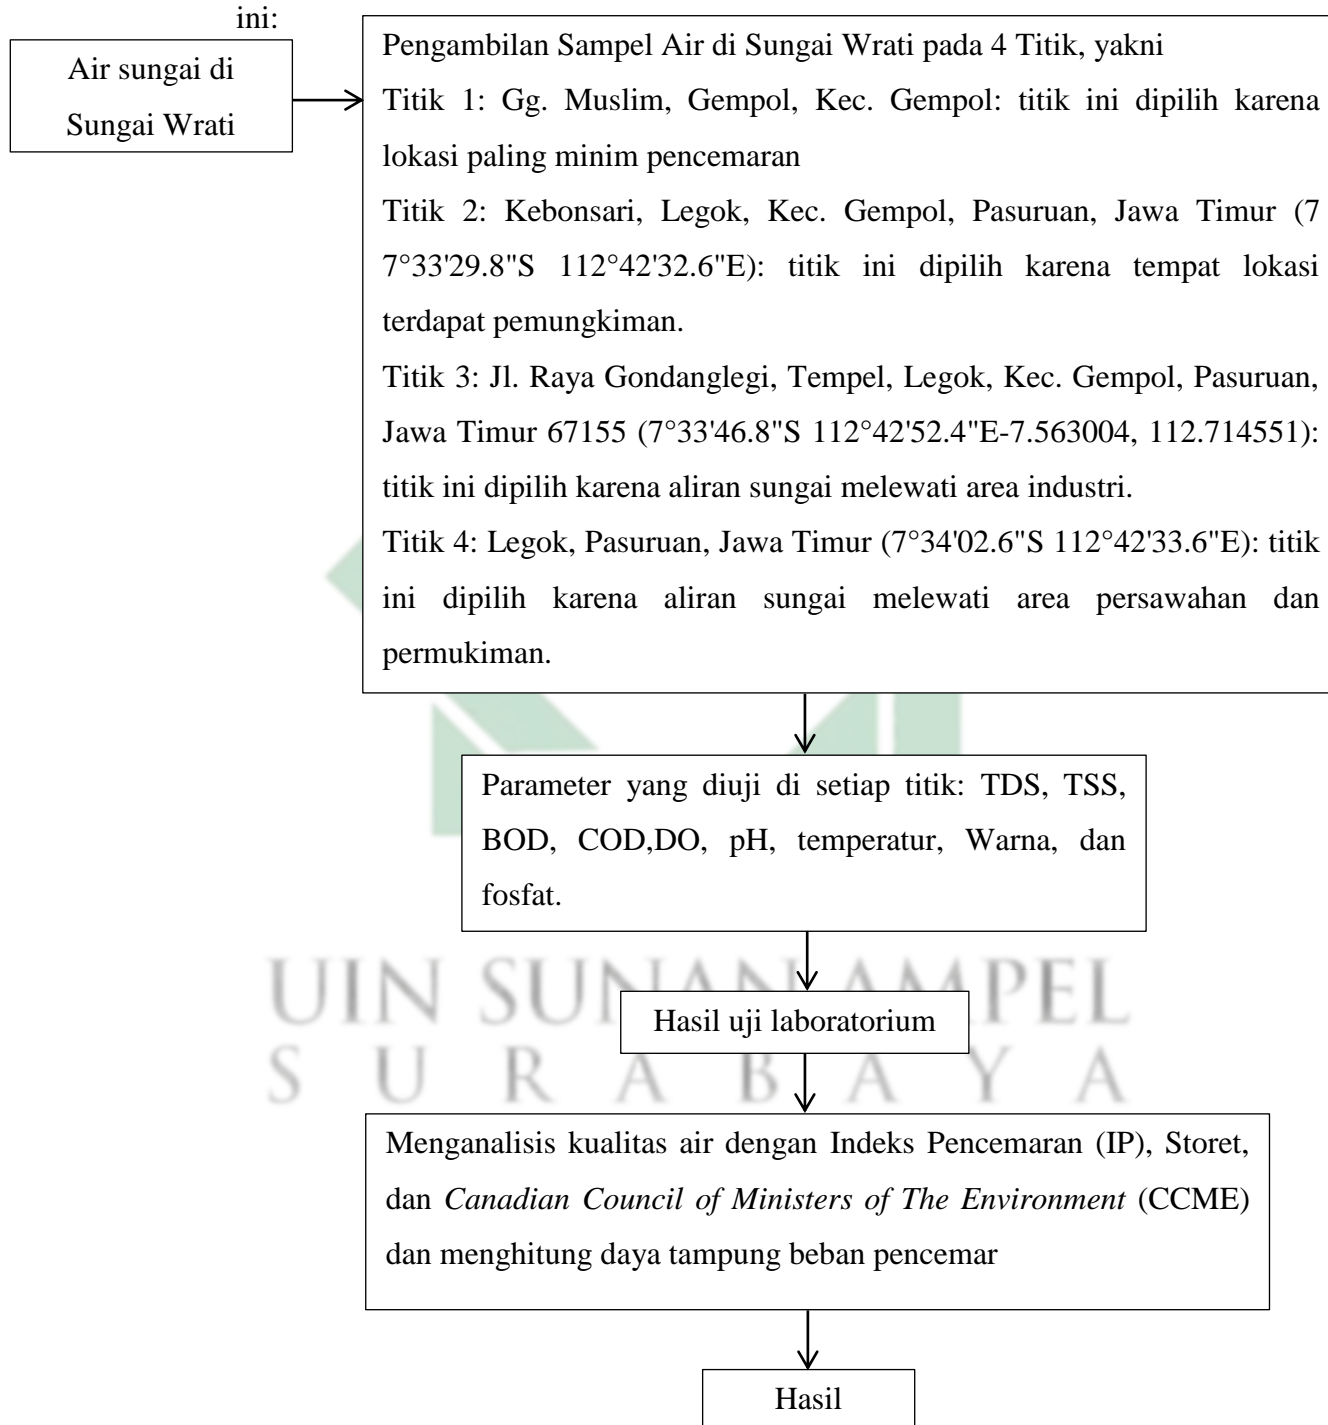 ini:
Air sungai di
Sungai Wrati
Pengambilan Sampel Air di Sungai Wrati pada 4 Titik, yakni
Titik 1: Gg. Muslim, Gempol, Kec. Gempol: titik ini dipilih karena
lokasi paling minim pencemaran
Titik 2: Kebonsari, Legok, Kec. Gempol, Pasuruan, Jawa Timur (7
7°33'29.8"S 112°42'32.6"E): titik ini dipilih karena tempat lokasi
terdapat pemungkiman.
Titik 3: Jl. Raya Gondanglegi, Tempel, Legok, Kec. Gempol, Pasuruan,
Jawa Timur 67155 (7°33'46.8"S 112°42'52.4"E-7.563004, 112.714551):
titik ini dipilih karena aliran sungai melewati area industri.
Titik 4: Legok, Pasuruan, Jawa Timur (7°34'02.6"S 112°42'33.6"E): titik
ini dipilih karena aliran sungai melewati area persawahan dan
permukiman.
Parameter yang diuji di setiap titik: TDS, TSS,
BOD, COD,DO, pH, temperatur, Warna, dan
fosfat.
UIN SUNAN AMPEL
SURABAYA
Hasil uji laboratorium
Menganalisis kualitas air dengan Indeks Pencemaran (IP), Storet,
dan Canadian Council of Ministers of The Environment (CCME)
dan menghitung daya tampung beban pencemar
Hasil